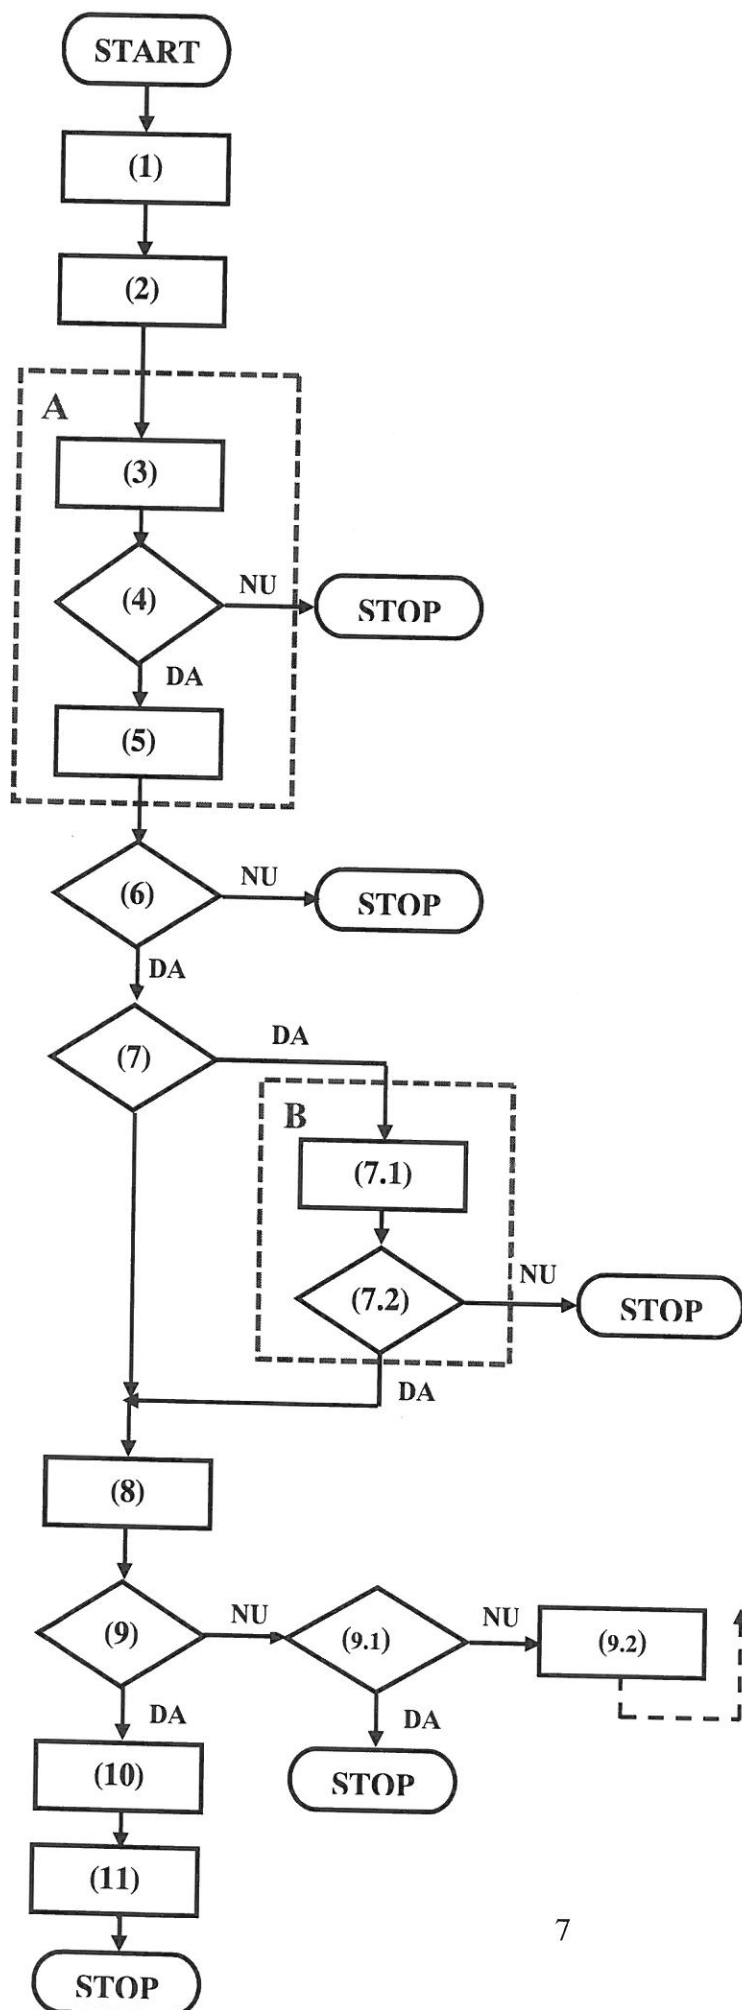 START
(1)
(2)
A
(3)
(4)
NU
STOP
DA
(5)
(6)
NU
STOP
DA
(7)
DA
B
(7.1)
(7.2)
NU
STOP
DA
(8)
(9)
NU
(9.1)
NU
(9.2)
DA
DA
(10)
STOP
(11)
7
STOP